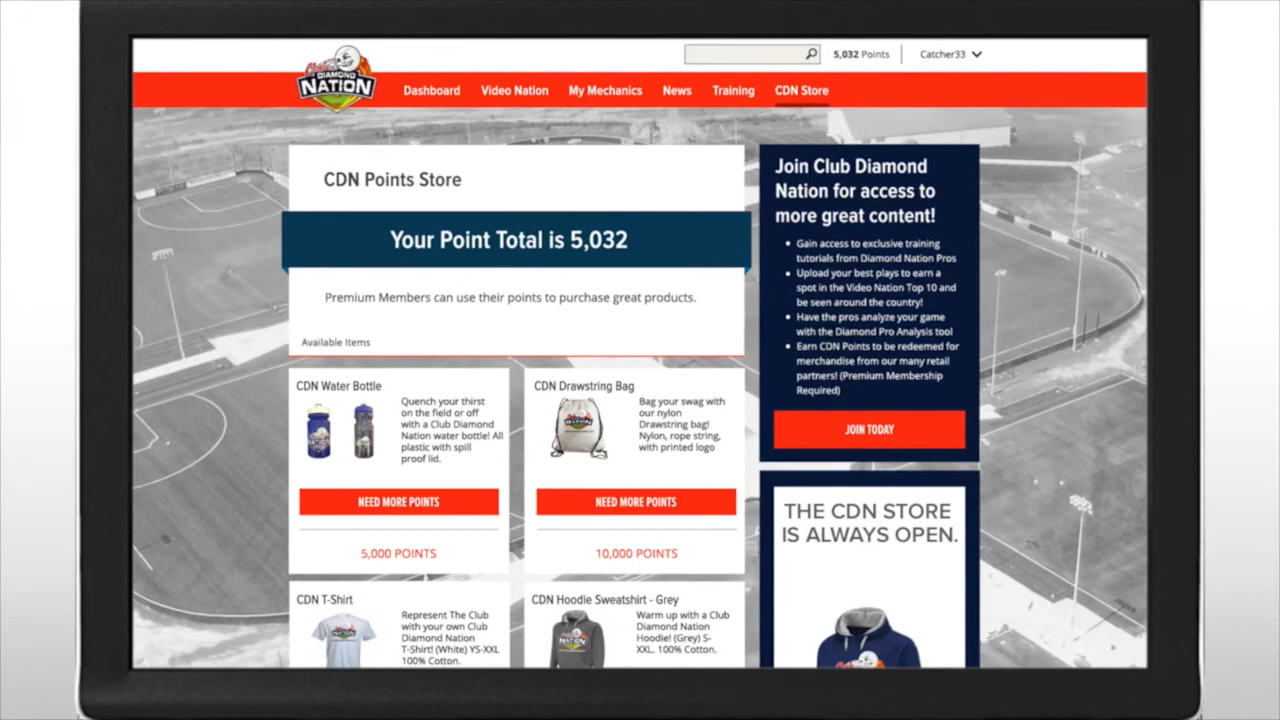 5,032 Points
Catcher33
Club
DIAMOND
NATION
Dashboard
Video Nation
My Mechanics
News
Training
CDN Store
CDN Points Store
Your Point Total is 5,032
Premium Members can use their points to purchase great products.
Available Items
CDN Water Bottle
Quench your thirst
on the field or off
with a Club Diamond
Nation water bottle! All
plastic with spill
proof lid.
NEED MORE POINTS
5,000 POINTS
CDN Drawstring Bag
Bag your swag with
our nylon
Drawstring bag!
Nylon, rope string,
with printed logo
NEED MORE POINTS
10,000 POINTS
CDN T-Shirt
Represent The Club
with your own Club
Diamond Nation
T-Shirt! (White) YS-XXL
100% Cotton.
CDN Hoodie Sweatshirt - Grey
NATION
Warm up with a Club
Diamond Nation
Hoodie! (Grey) S-
XXL. 100% Cotton.
Join Club Diamond
Nation for access to
more great content!
Gain access to exclusive training
tutorials from Diamond Nation Pros
Upload your best plays to earn a
spot in the Video Nation Top 10 and
be seen around the country!
Have the pros analyze your game
with the Diamond Pro Analysis tool
Earn CDN Points to be redeemed for
merchandise from our many retail
partners! (Premium Membership
Required)
JOIN TODAY
THE CDN STORE
IS ALWAYS OPEN.